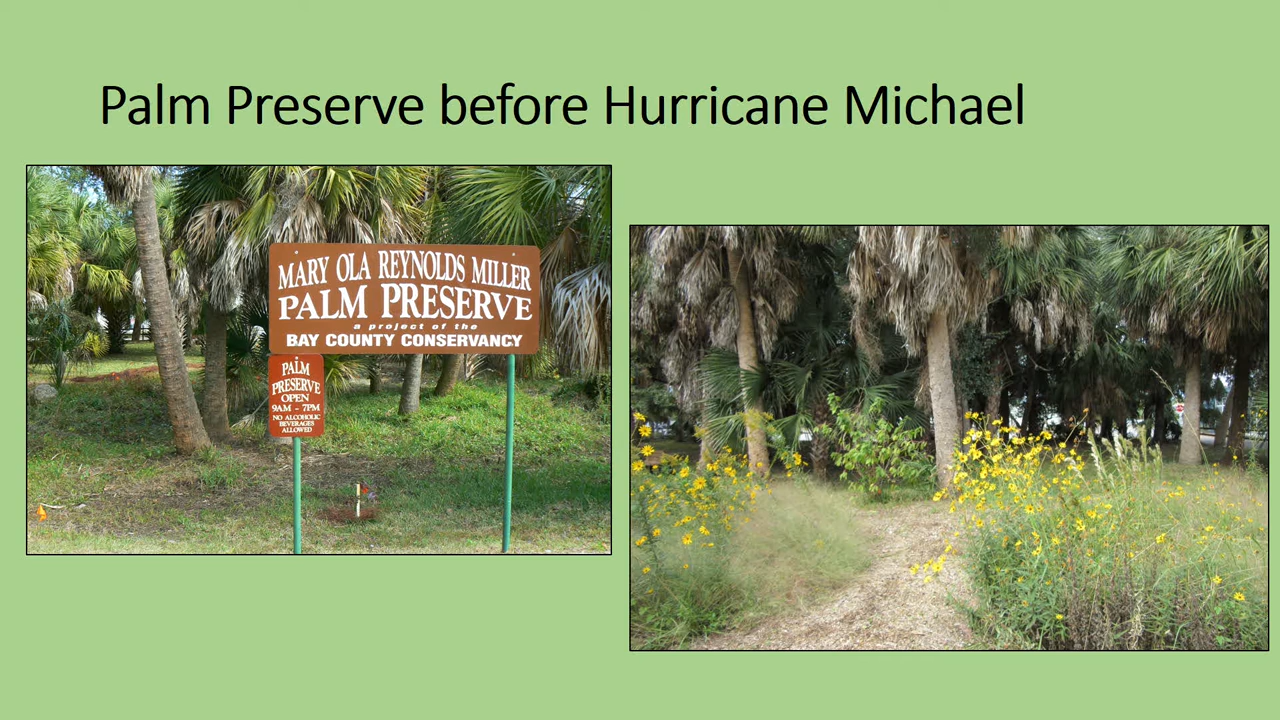 Palm Preserve before Hurricane Michael
MARY OLA REYNOLDS MILLER
PALM PRESERVE
a project of the
BAY COUNTY CONSERVANCY
PALM
PRESERVE
OPEN
9AM - 7PM
NO ALCOHOLIC
BEVERAGES
ALLOWED